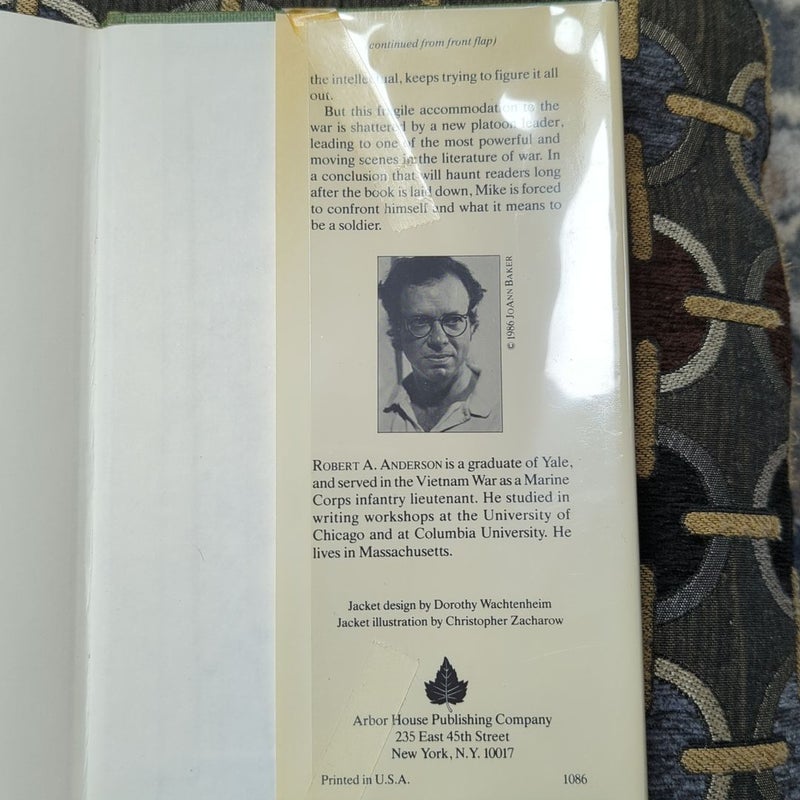 (continued from front flap)
the intellectual, keeps trying to figure it all
out.
But this fragile accommodation to the
war is shattered by a new platoon leader,
leading to one of the most powerful and
moving scenes in the literature of war. In
a conclusion that will haunt readers long
after the book is laid down, Mike is forced
to confront himself and what it means to
be a soldier.
© 1986 JOANN BAKER
ROBERT A. ANDERSON is a graduate of Yale,
and served in the Vietnam War as a Marine
Corps infantry lieutenant. He studied in
writing workshops at the University of
Chicago and at Columbia University. He
lives in Massachusetts.
Jacket design by Dorothy Wachtenheim
Jacket illustration by Christopher Zacharow
Arbor House Publishing Company
235 East 45th Street
New York, N.Y. 10017
Printed in U.S.A. 1086